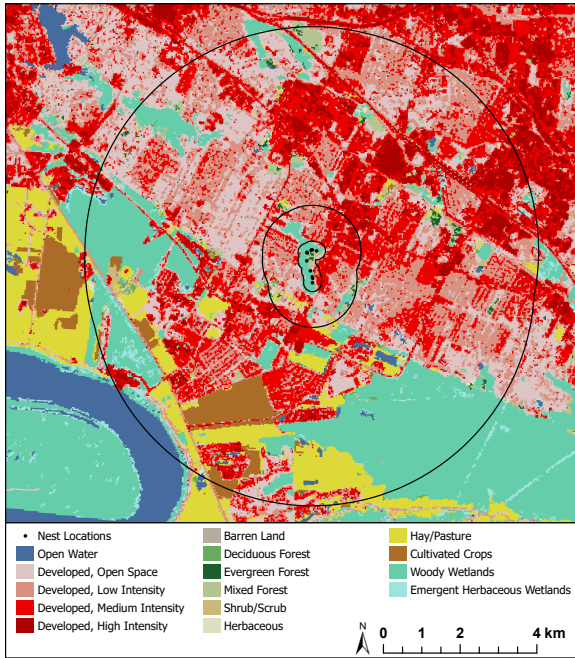 Nest Locations
Open Water
Developed, Open Space
Developed, Low Intensity
Developed, Medium Intensity
Developed, High Intensity
Barren Land
Deciduous Forest
Evergreen Forest
Mixed Forest
Shrub/Scrub
Herbaceous
Hay/Pasture
Cultivated Crops
Woody Wetlands
Emergent Herbaceous Wetlands
N
0 1 2 4 km